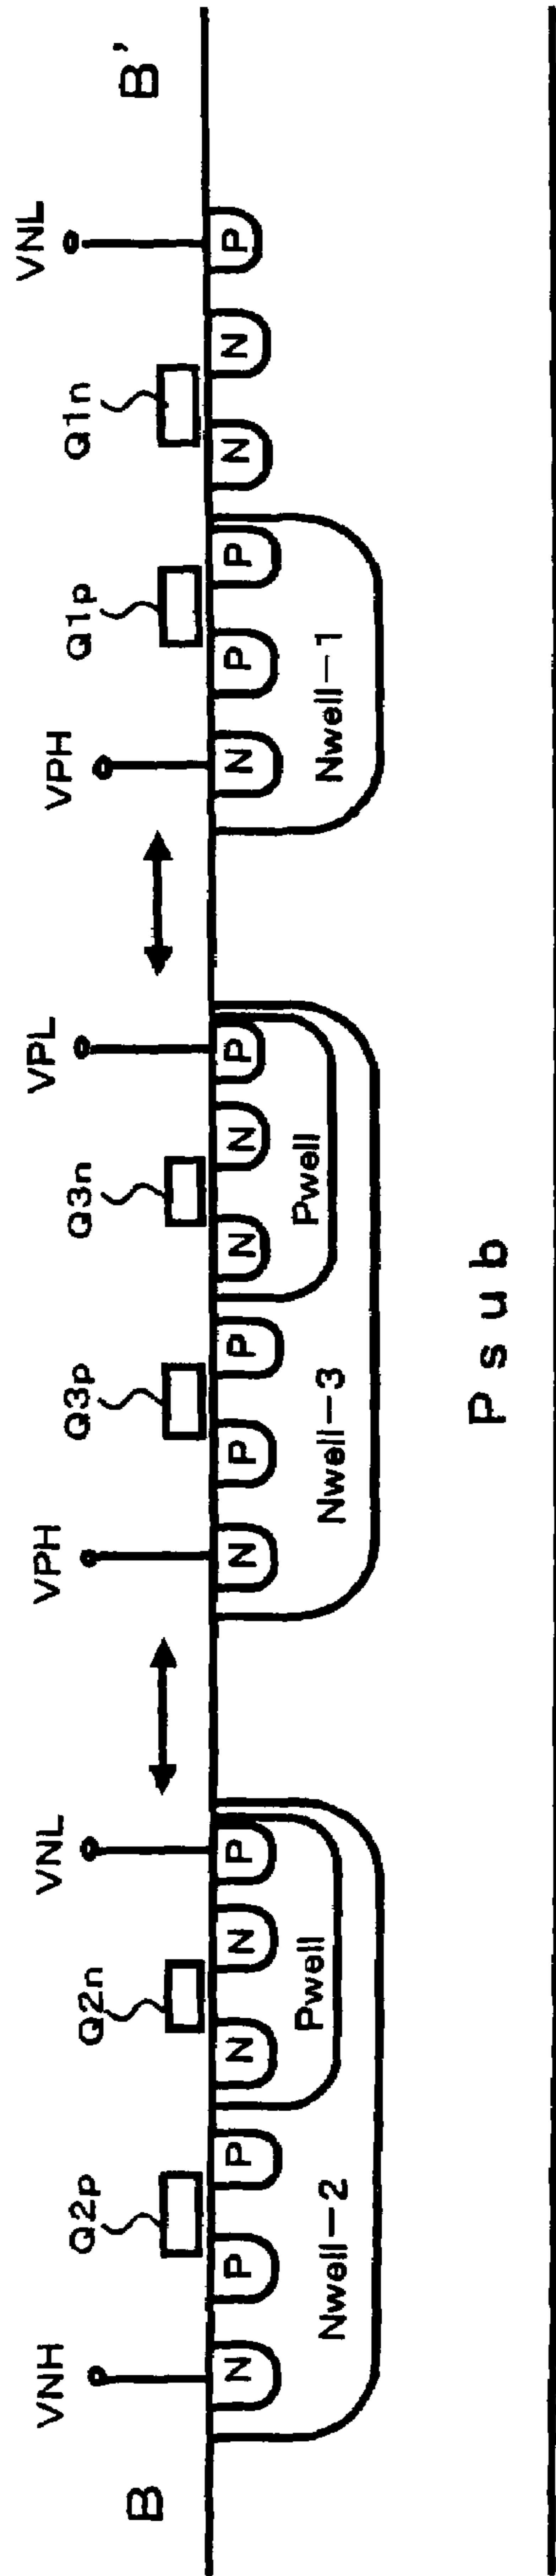 B
B'
VNH
VNL
VPH
VPL
VPH
VNL
Q2p
Q2n
Q3p
Q3n
Q1p
Q1n
N P P N N P N P P N N P N P P N N P
Pwell
Pwell
Nwell-2
Nwell-3
Nwell-1
Psub